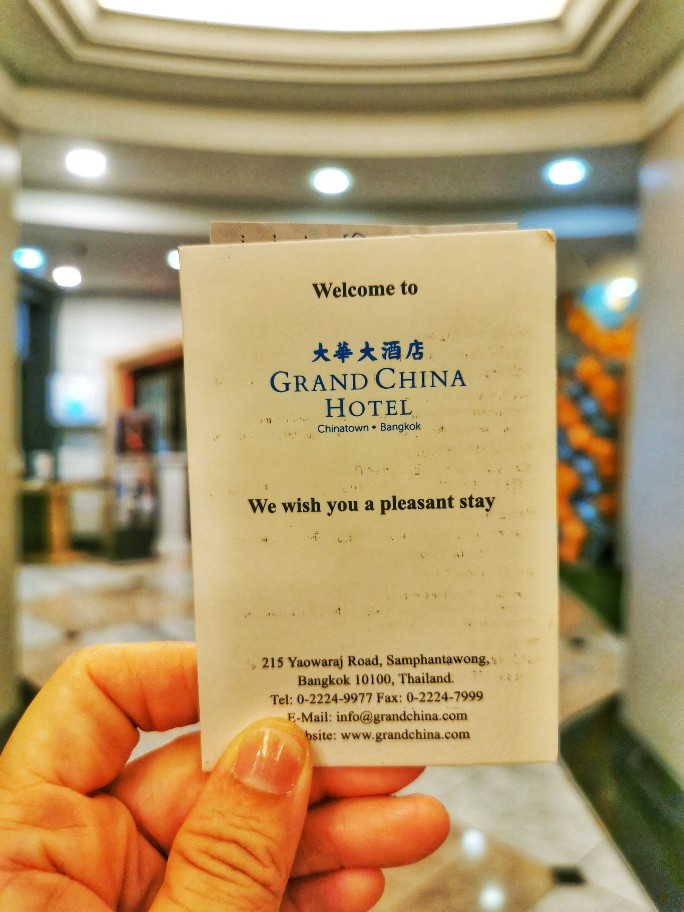 Welcome to
大華大酒店
GRAND CHINA
HOTEL
Chinatown • Bangkok
We wish you a pleasant stay
215 Yaowaraj Road, Samphantawong,
Bangkok 10100, Thailand.
Tel: 0-2224-9977 Fax: 0-2224-7999
E-Mail: info@grandchina.com
bsite: www.grandchina.com